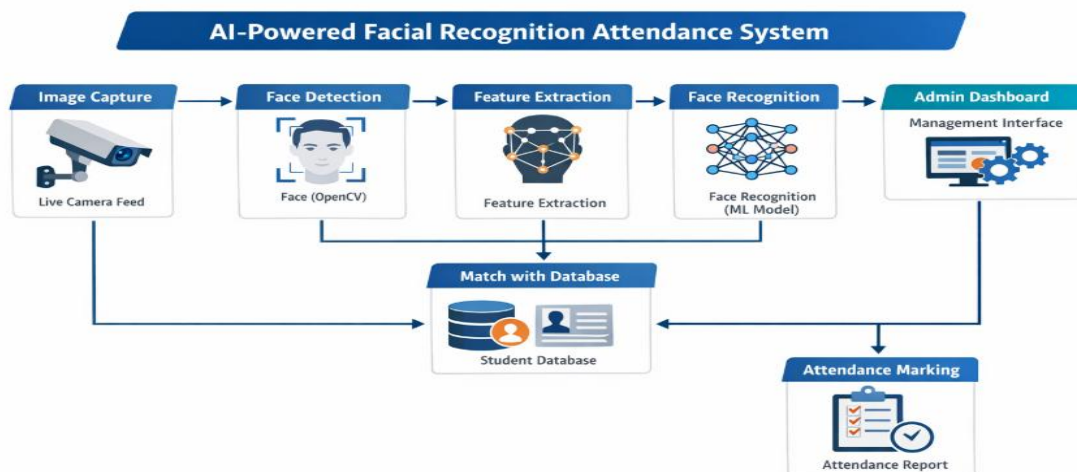 AI-Powered Facial Recognition Attendance System
Image Capture
Live Camera Feed
Face Detection
Face (OpenCV)
Feature Extraction
Feature Extraction
Face Recognition
Face Recognition
(ML Model)
Admin Dashboard
Management Interface
Match with Database
Student Database
Attendance Marking
Attendance Report